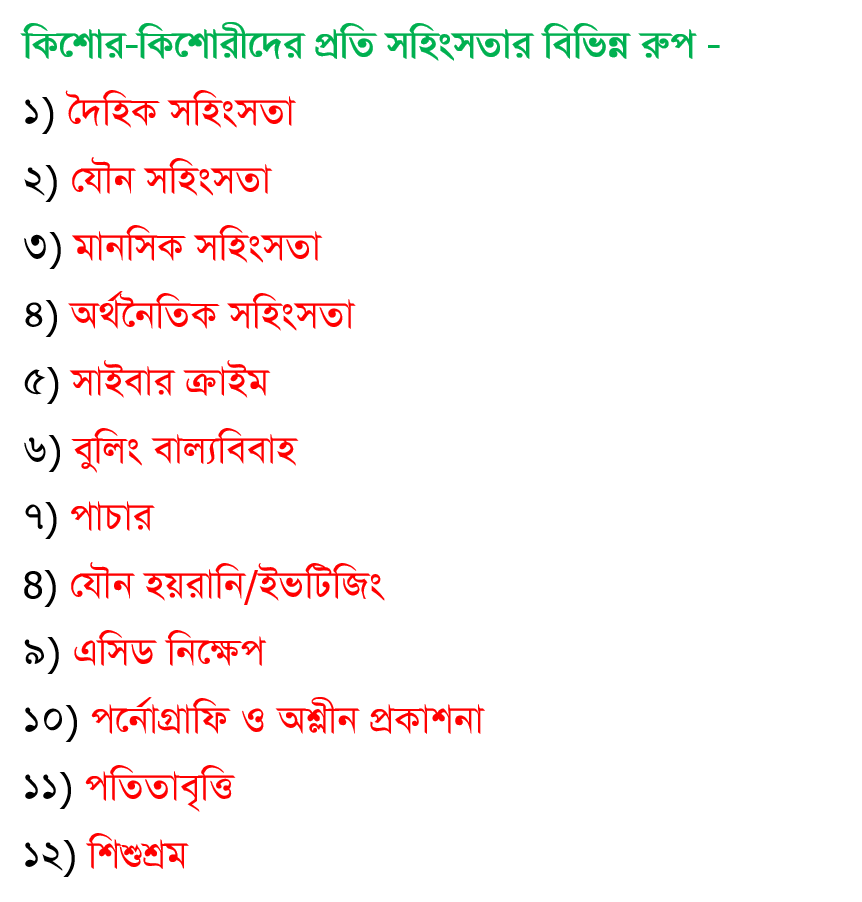 কিশোর-কিশোরীদের প্রতি সহিংসতার বিভিন্ন রুপ -
১) দৈহিক সহিংসতা
২) যৌন সহিংসতা
৩) মানসিক সহিংসতা
৪) অর্থনৈতিক সহিংসতা
৫) সাইবার ক্রাইম
৬) বুলিং বাল্যবিবাহ
৭) পাচার
8) যৌন হয়রানি/ইভটিজিং
৯) এসিড নিক্ষেপ
১০) পর্নোগ্রাফি ও অশ্লীন প্রকাশনা
১১) পতিতাবৃত্তি
১২) শিশুশ্রম